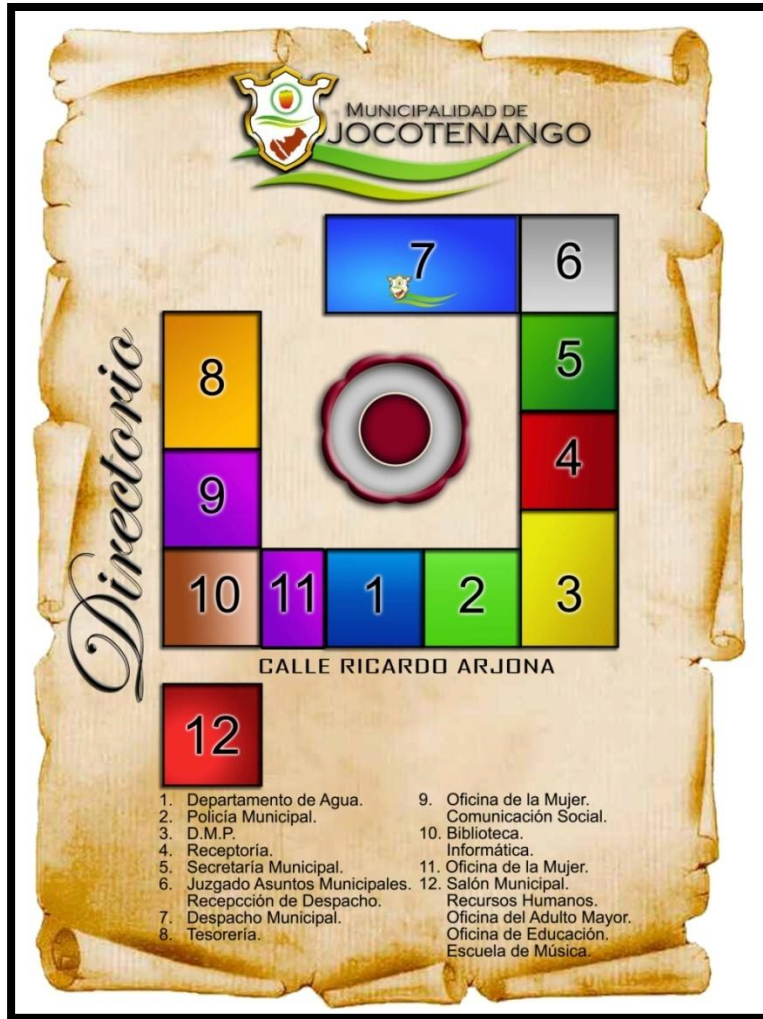 MUNICIPALIDAD DE
JOCOTENANGO
Directorio
7
6
5
4
3
8
9
10
11
1
2
CALLE RICARDO ARJONA
12
1. Departamento de Agua.
2. Policía Municipal.
3. D.M.P.
4. Receptoría.
5. Secretaría Municipal.
6. Juzgado Asuntos Municipales.
Recepcción de Despacho.
7. Despacho Municipal.
8. Tesorería.
9. Oficina de la Mujer.
Comunicación Social.
10. Biblioteca.
Informática.
11. Oficina de la Mujer.
12. Salón Municipal.
Recursos Humanos.
Oficina del Adulto Mayor.
Oficina de Educación.
Escuela de Música.